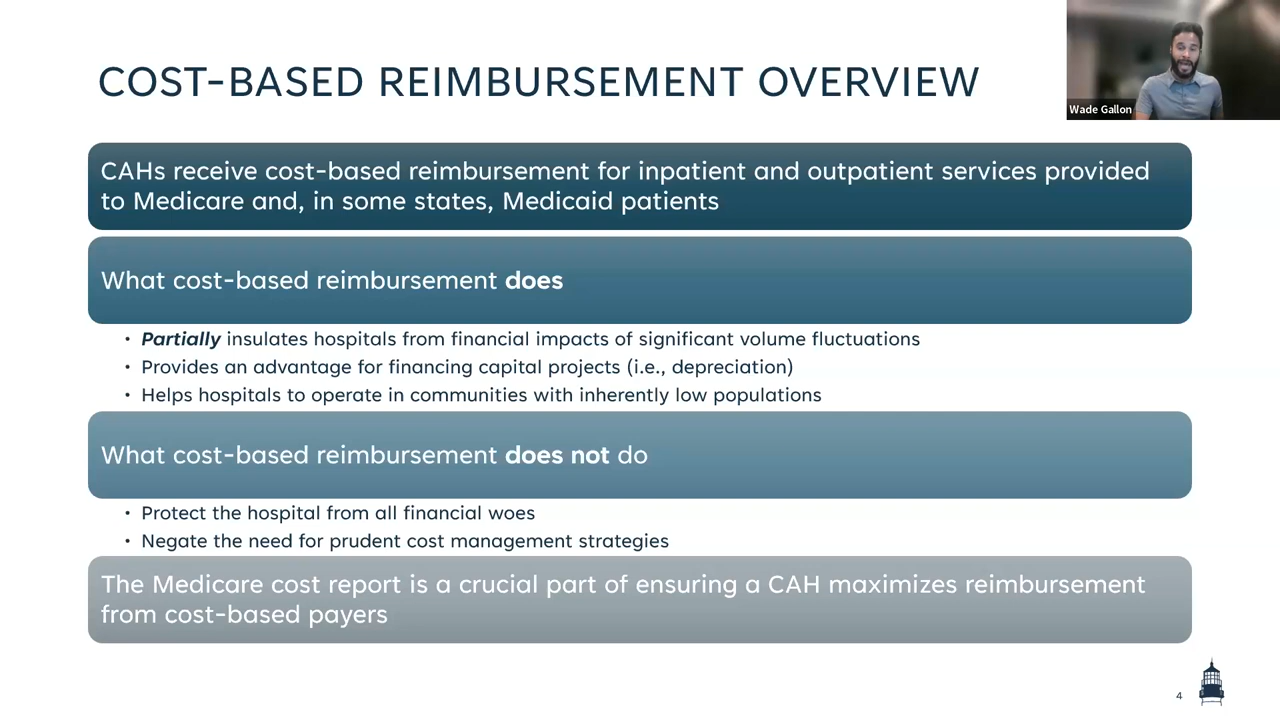 COST-BASED REIMBURSEMENT OVERVIEW
Wade Gallon
CAHs receive cost-based reimbursement for inpatient and outpatient services provided
to Medicare and, in some states, Medicaid patients
What cost-based reimbursement does
• Partially insulates hospitals from financial impacts of significant volume fluctuations
• Provides an advantage for financing capital projects (i.e., depreciation)
• Helps hospitals to operate in communities with inherently low populations
What cost-based reimbursement does not do
• Protect the hospital from all financial woes
• Negate the need for prudent cost management strategies
The Medicare cost report is a crucial part of ensuring a CAH maximizes reimbursement
from cost-based payers
4